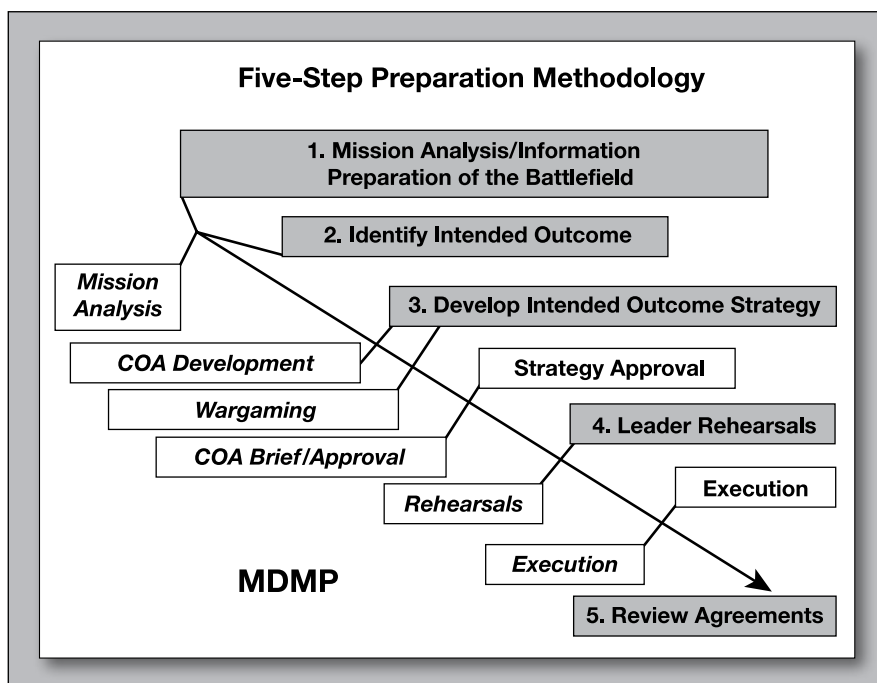 Five-Step Preparation Methodology
1. Mission Analysis/Information
Preparation of the Battlefield
2. Identify Intended Outcome
Mission
Analysis
3. Develop Intended Outcome Strategy
COA Development
Strategy Approval
Wargaming
4. Leader Rehearsals
COA Brief/Approval
Rehearsals
Execution
Execution
MDMP
5. Review Agreements